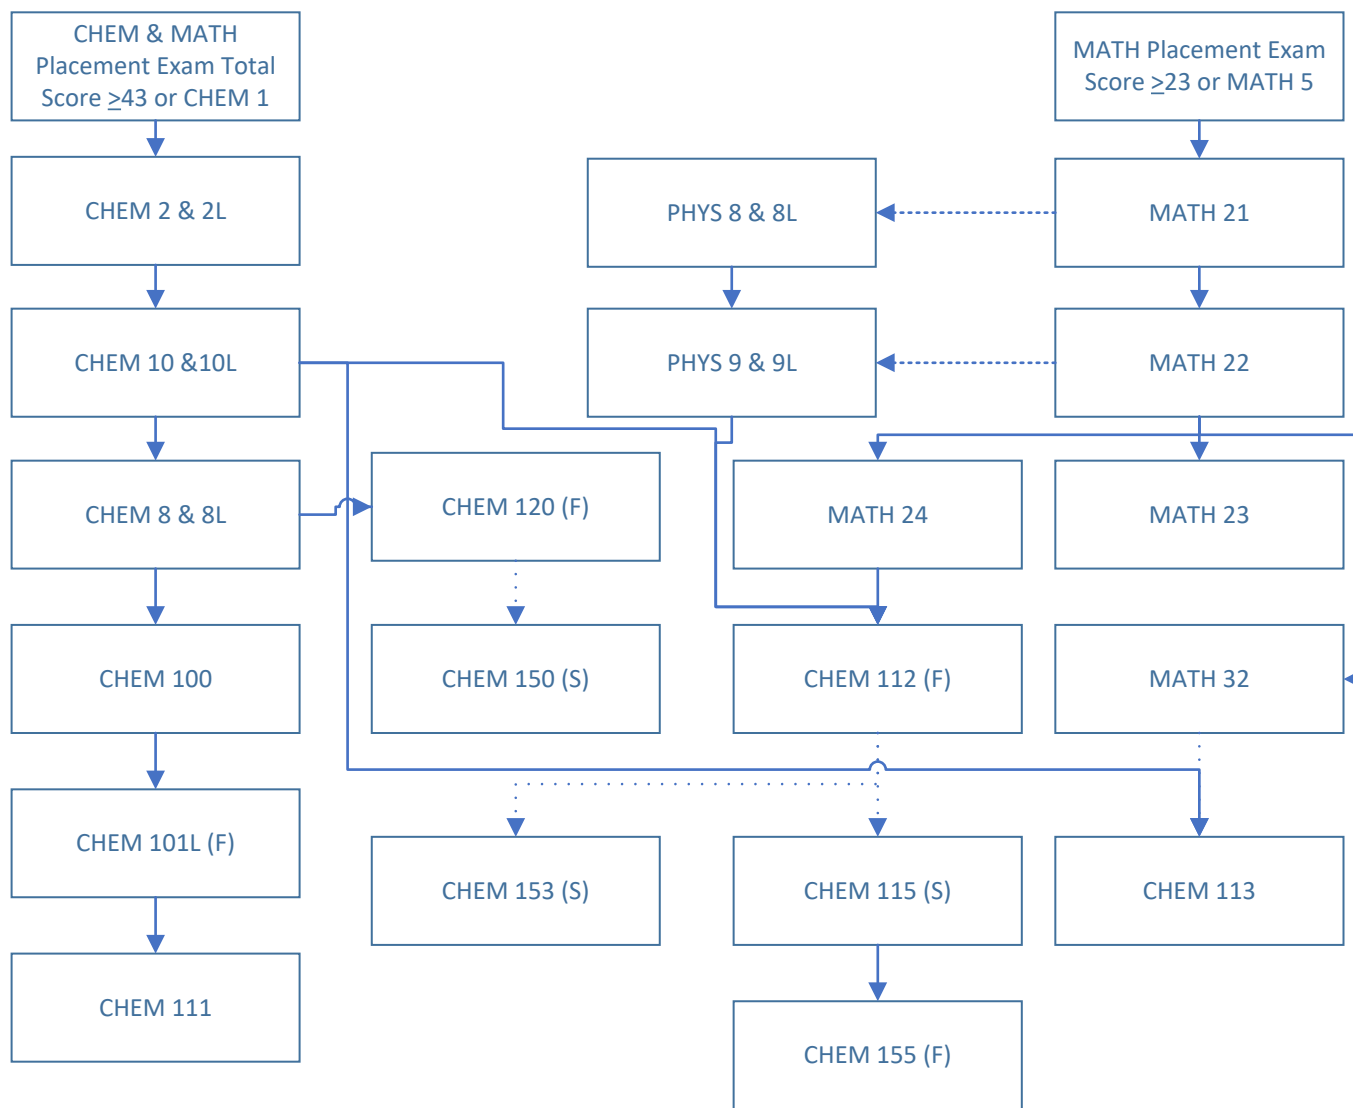 CHEM & MATH
Placement Exam Total
Score ≥43 or CHEM 1
MATH Placement Exam
Score ≥23 or MATH 5
CHEM 2 & 2L
PHYS 8 & 8L
MATH 21
CHEM 10 &10L
PHYS 9 & 9L
MATH 22
CHEM 8 & 8L
CHEM 120 (F)
MATH 24
MATH 23
CHEM 100
CHEM 150 (S)
CHEM 112 (F)
MATH 32
CHEM 101L (F)
CHEM 153 (S)
CHEM 115 (S)
CHEM 113
CHEM 111
CHEM 155 (F)